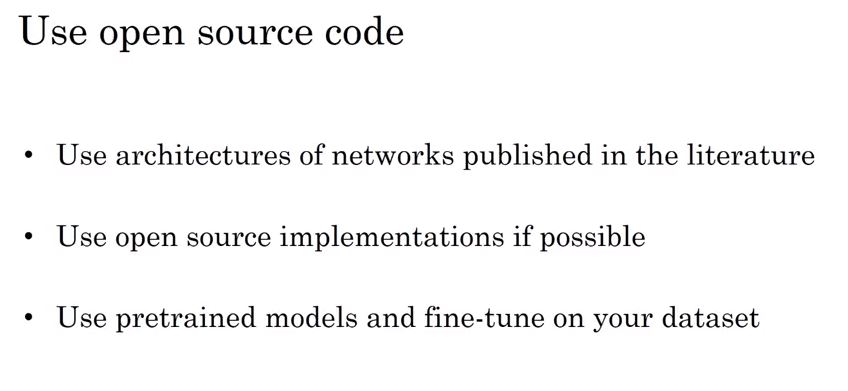 Use open source code
• Use architectures of networks published in the literature
• Use open source implementations if possible
• Use pretrained models and fine-tune on your dataset